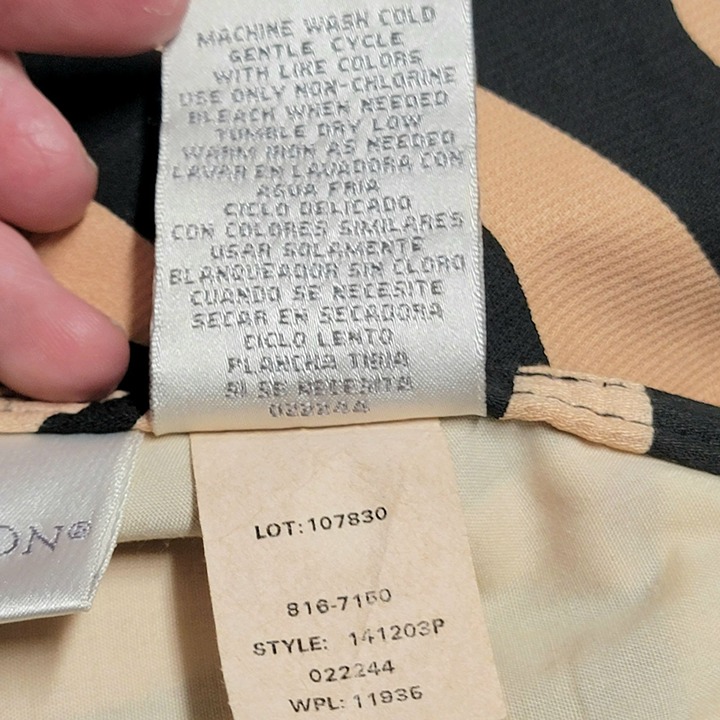 MACHINE WASH COLD
GENTLE CYCLE
WITH LIKE COLORS
USE ONLY NON-CHLORINE
BLEACH WHEN NEEDED
TUMBLE DRY LOW
WARM IRON AS NEEDED
LAVAR EN LAVADORA CON
AGUA FRIA
CICLO DELICADO
CON COLORES SIMILARES
USAR SOLAMENTE
BLANQUEADOR SIN CLORO
CUANDO SE NECESITE
SECAR EN SECADORA
CICLO LENTO
PLANCHA TIBIA
SI SE NECESITA
022244
ON®
LOT: 107830
816-7160
STYLE: 141203P
022244
WPL: 11936